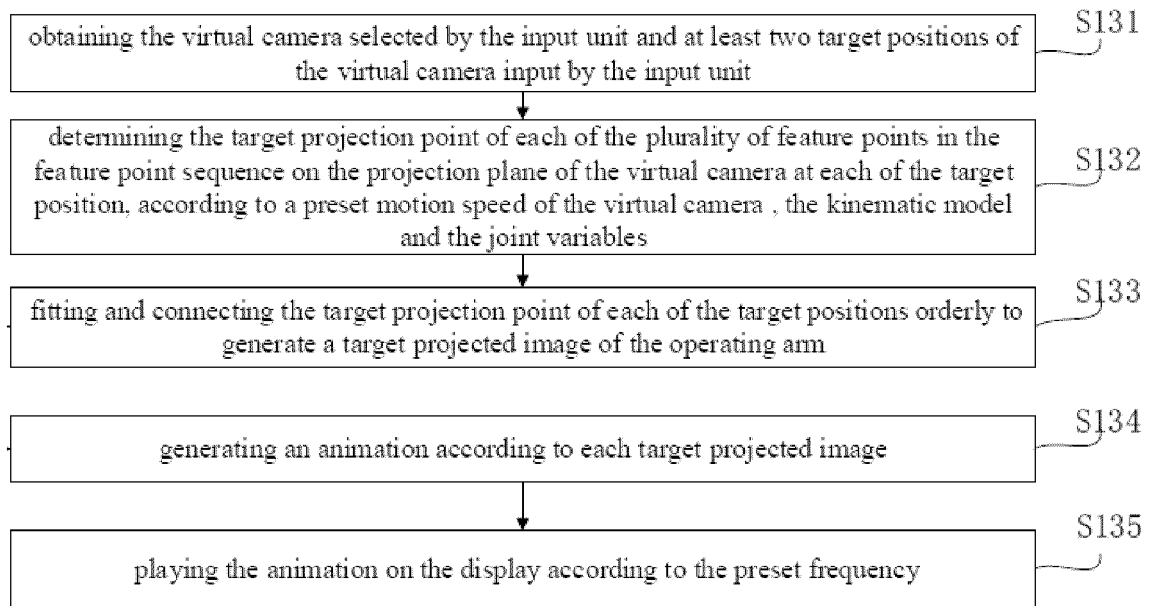 obtaining the virtual camera selected by the input unit and at least two target positions of
the virtual camera input by the input unit
S131
determining the target projection point of each of the plurality of feature points in the
feature point sequence on the projection plane of the virtual camera at each of the target
position, according to a preset motion speed of the virtual camera , the kinematic model
and the joint variables
S132
fitting and connecting the target projection point of each of the target positions orderly to
generate a target projected image of the operating arm
S133
generating an animation according to each target projected image
S134
playing the animation on the display according to the preset frequency
S135